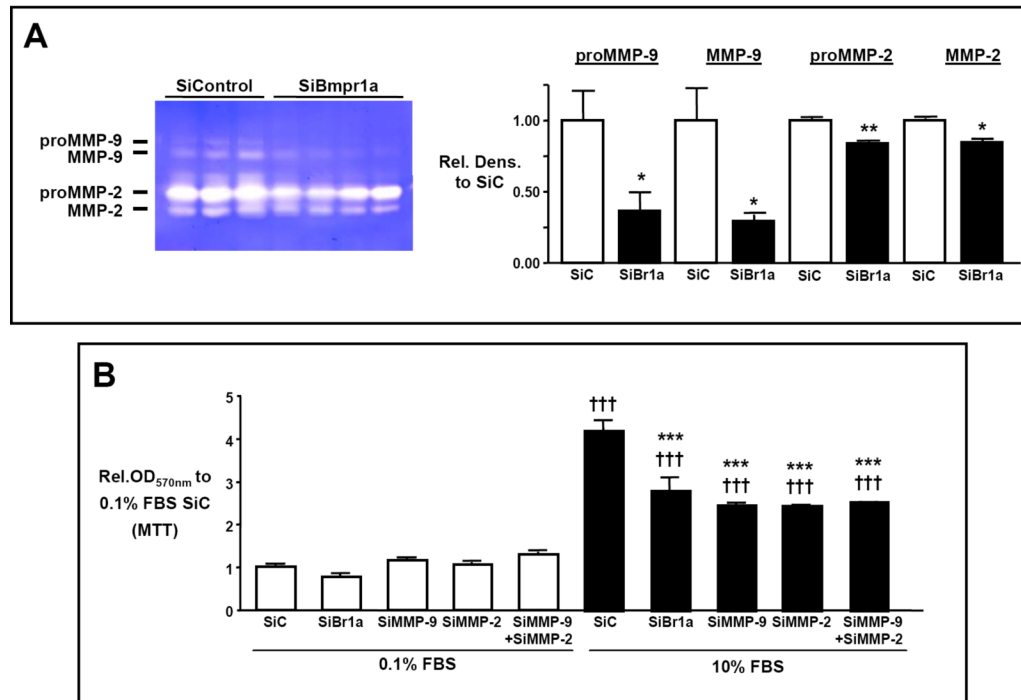 A
SiControl SiBmpr1a
proMMP-9
MMP-9
proMMP-2
MMP-2
proMMP-9 MMP-9 proMMP-2 MMP-2
Rel. Dens.
to SiC
1.00
0.50
0.00
* * ** *
SiC SiBr1a SiC SiBr1a SiC SiBr1a SiC SiBr1a
B
Rel.OD570nm to
0.1% FBS SiC
(MTT)
5
4
3
2
1
0
†††
*** *** *** ***
††† ††† ††† †††
SiC SiBr1a SiMMP-9 SiMMP-2 SiMMP-9 SiC SiBr1a SiMMP-9 SiMMP-2 SiMMP-9
+SiMMP-2 +SiMMP-2
0.1% FBS 10% FBS